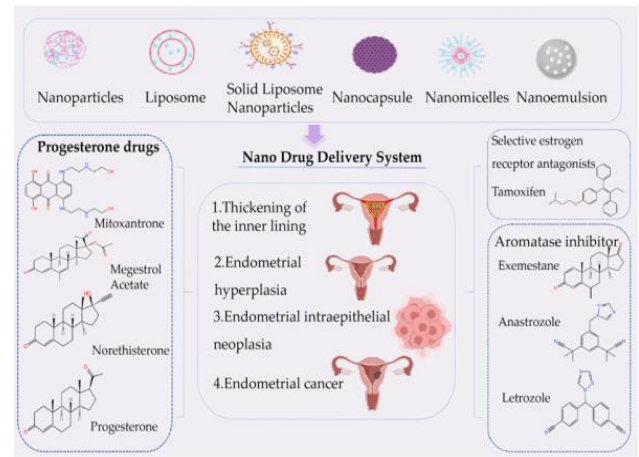 Nanoparticles
Liposome
Solid Liposome
Nanoparticles
Nanocapsule
Nanomicelles
Nanoemulsion
Nano Drug Delivery System
Progesterone drugs
Mitoxantrone
Megestrol
Acetate
Norethisterone
Progesterone
1.Thickening of
the inner lining
2.Endometrial
hyperplasia
3.Endometrial intraepithelial
neoplasia
4.Endometrial cancer
Selective estrogen
receptor antagonists
Tamoxifen
Aromatase inhibitor
Exemestane
Anastrozole
Letrozole